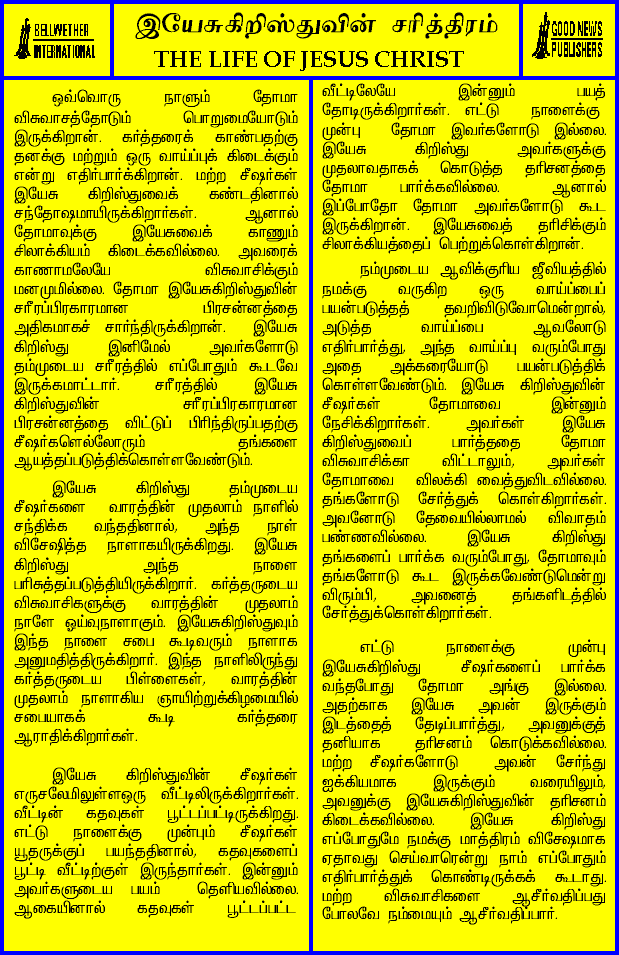 BELLWETHER
INTERNATIONAL
இயேசுகிறிஸ்துவின் சரித்திரம்
THE LIFE OF JESUS CHRIST
GOOD NEWS
PUBLISHERS
ஒவ்வொரு நாளும் தோமா
விசுவாசத்தோடும் பொறுமையோடும்
இருக்கிறான். கர்த்தரைக் காண்பதற்கு
தனக்கு மற்றும் ஒரு வாய்ப்புக் கிடைக்கும்
என்று எதிர்பார்க்கிறான். மற்ற சீஷர்கள்
இயேசு கிறிஸ்துவைக் கண்டதினால்
சந்தோஷமாயிருக்கிறார்கள். ஆனால்
தோமாவுக்கு இயேசுவைக் காணும்
சிலாக்கியம் கிடைக்கவில்லை. அவரைக்
காணாமலேயே விசுவாசிக்கும்
மனமுமில்லை. தோமா இயேசுகிறிஸ்துவின்
சரீரப்பிரகாரமான பிரசன்னத்தை
அதிகமாகச் சார்ந்திருக்கிறான். இயேசு
கிறிஸ்து இனிமேல் அவர்களோடு
தம்முடைய சரீரத்தில் எப்போதும் கூடவே
இருக்கமாட்டார். சரீரத்தில் இயேசு
கிறிஸ்துவின் சரீரப்பிரகாரமான
பிரசன்னத்தை விட்டுப் பிரிந்திருப்பதற்கு
சீஷர்களெல்லோரும் தங்களை
ஆயத்தப்படுத்திக்கொள்ளவேண்டும்.
இயேசு கிறிஸ்து தம்முடைய
சீஷர்களை வாரத்தின் முதலாம் நாளில்
சந்திக்க வந்ததினால், அந்த நாள்
விசேஷித்த நாளாகயிருக்கிறது. இயேசு
கிறிஸ்து அந்த நாளை
பரிசுத்தப்படுத்தியிருக்கிறார். கர்த்தருடைய
விசுவாசிகளுக்கு வாரத்தின் முதலாம்
நாளே ஓய்வுநாளாகும். இயேசுகிறிஸ்துவும்
இந்த நாளை சபை கூடிவரும் நாளாக
அனுமதித்திருக்கிறார். இந்த நாளிலிருந்து
கர்த்தருடைய பிள்ளைகள், வாரத்தின்
முதலாம் நாளாகிய ஞாயிற்றுக்கிழமையில்
சபையாகக் கூடி கர்த்தரை
ஆராதிக்கிறார்கள்.
இயேசு கிறிஸ்துவின் சீஷர்கள்
எருசலேமிலுள்ளஒரு வீட்டிலிருக்கிறார்கள்.
வீட்டின் கதவுகள் பூட்டப்பட்டிருக்கிறது.
எட்டு நாளைக்கு முன்பும் சீஷர்கள்
யூதருக்குப் பயந்ததினால், கதவுகளைப்
பூட்டி வீட்டிற்குள் இருந்தார்கள். இன்னும்
அவர்களுடைய பயம் தெளியவில்லை.
ஆகையினால் கதவுகள் பூட்டப்பட்ட
வீட்டிலேயே இன்னும் பயத்
தோடிருக்கிறார்கள். எட்டு நாளைக்கு
முன்பு தோமா இவர்களோடு இல்லை.
இயேசு கிறிஸ்து அவர்களுக்கு
முதலாவதாகக் கொடுத்த தரிசனத்தை
தோமா பார்க்கவில்லை. ஆனால்
இப்போதோ தோமா அவர்களோடு கூட
இருக்கிறான். இயேசுவைத் தரிசிக்கும்
சிலாக்கியத்தைப் பெற்றுக்கொள்கிறான்.
நம்முடைய ஆவிக்குரிய ஜீவியத்தில்
நமக்கு வருகிற ஒரு வாய்ப்பைப்
பயன்படுத்தத் தவறிவிடுவோமென்றால்,
அடுத்த வாய்ப்பை ஆவலோடு
எதிர்பார்த்து, அந்த வாய்ப்பு வரும்போது
அதை அக்கரையோடு பயன்படுத்திக்
கொள்ளவேண்டும். இயேசு கிறிஸ்துவின்
சீஷர்கள் தோமாவை இன்னும்
நேசிக்கிறார்கள். அவர்கள் இயேசு
கிறிஸ்துவைப் பார்த்ததை தோமா
விசுவாசிக்கா விட்டாலும், அவர்கள்
தோமாவை விலக்கி வைத்துவிடவில்லை.
தங்களோடு சேர்த்துக் கொள்கிறார்கள்.
அவனோடு தேவையில்லாமல் விவாதம்
பண்ணவில்லை. இயேசு கிறிஸ்து
தங்களைப் பார்க்க வரும்போது, தோமாவும்
தங்களோடு கூட இருக்கவேண்டுமென்று
விரும்பி, அவனைத் தங்களிடத்தில்
சேர்த்துக்கொள்கிறார்கள்.
எட்டு நாளைக்கு முன்பு
இயேசுகிறிஸ்து சீஷர்களைப் பார்க்க
வந்தபோது தோமா அங்கு இல்லை.
அதற்காக இயேசு அவன் இருக்கும்
இடத்தைத் தேடிப்பார்த்து, அவனுக்குத்
தனியாக தரிசனம் கொடுக்கவில்லை.
மற்ற சீஷர்களோடு அவன் சேர்ந்து
ஐக்கியமாக இருக்கும் வரையிலும்,
அவனுக்கு இயேசுகிறிஸ்துவின் தரிசனம்
கிடைக்கவில்லை. இயேசு கிறிஸ்து
எப்போதுமே நமக்கு மாத்திரம் விசேஷமாக
ஏதாவது செய்வாரென்று நாம் எப்போதும்
எதிர்பார்த்துக் கொண்டிருக்கக் கூடாது.
மற்ற விசுவாசிகளை ஆசீர்வதிப்பது
போலவே நம்மையும் ஆசீர்வதிப்பார்.